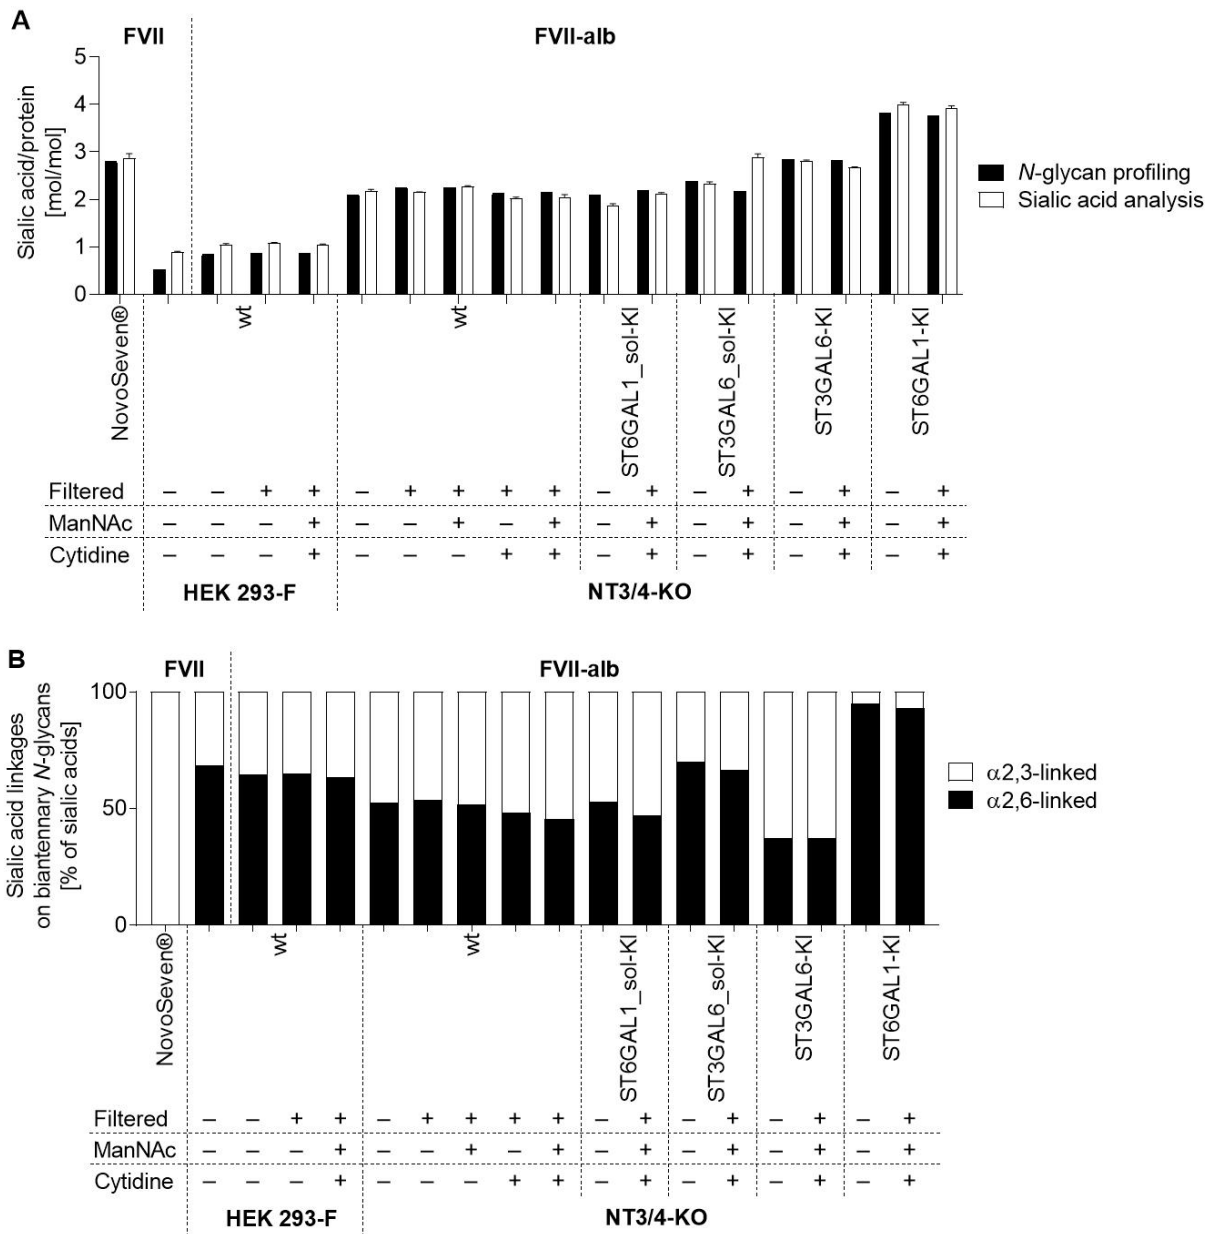 A
FVII
FVII-alb
Sialic acid/protein
[mol/mol]
5
4
3
2
1
0
N-glycan profiling
Sialic acid analysis
NovoSeven®
wt
wt
ST6GAL1_sol-KI
ST3GAL6_sol-KI
ST3GAL6-KI
ST6GAL1-KI
Filtered – – + + – + + + + – + – + – + – +
ManNAc – – – + – – + – + – + – + – + – +
Cytidine – – – + – – – + + – + – + – + – +
HEK 293-F
NT3/4-KO
B
FVII
FVII-alb
Sialic acid linkages
on biantennary N-glycans
[% of sialic acids]
100
50
0
α2,3-linked
α2,6-linked
NovoSeven®
wt
wt
ST6GAL1_sol-KI
ST3GAL6_sol-KI
ST3GAL6-KI
ST6GAL1-KI
Filtered – – + + – + + + + – + – + – + – +
ManNAc – – – + – – + – + – + – + – + – +
Cytidine – – – + – – – + + – + – + – + – +
HEK 293-F
NT3/4-KO